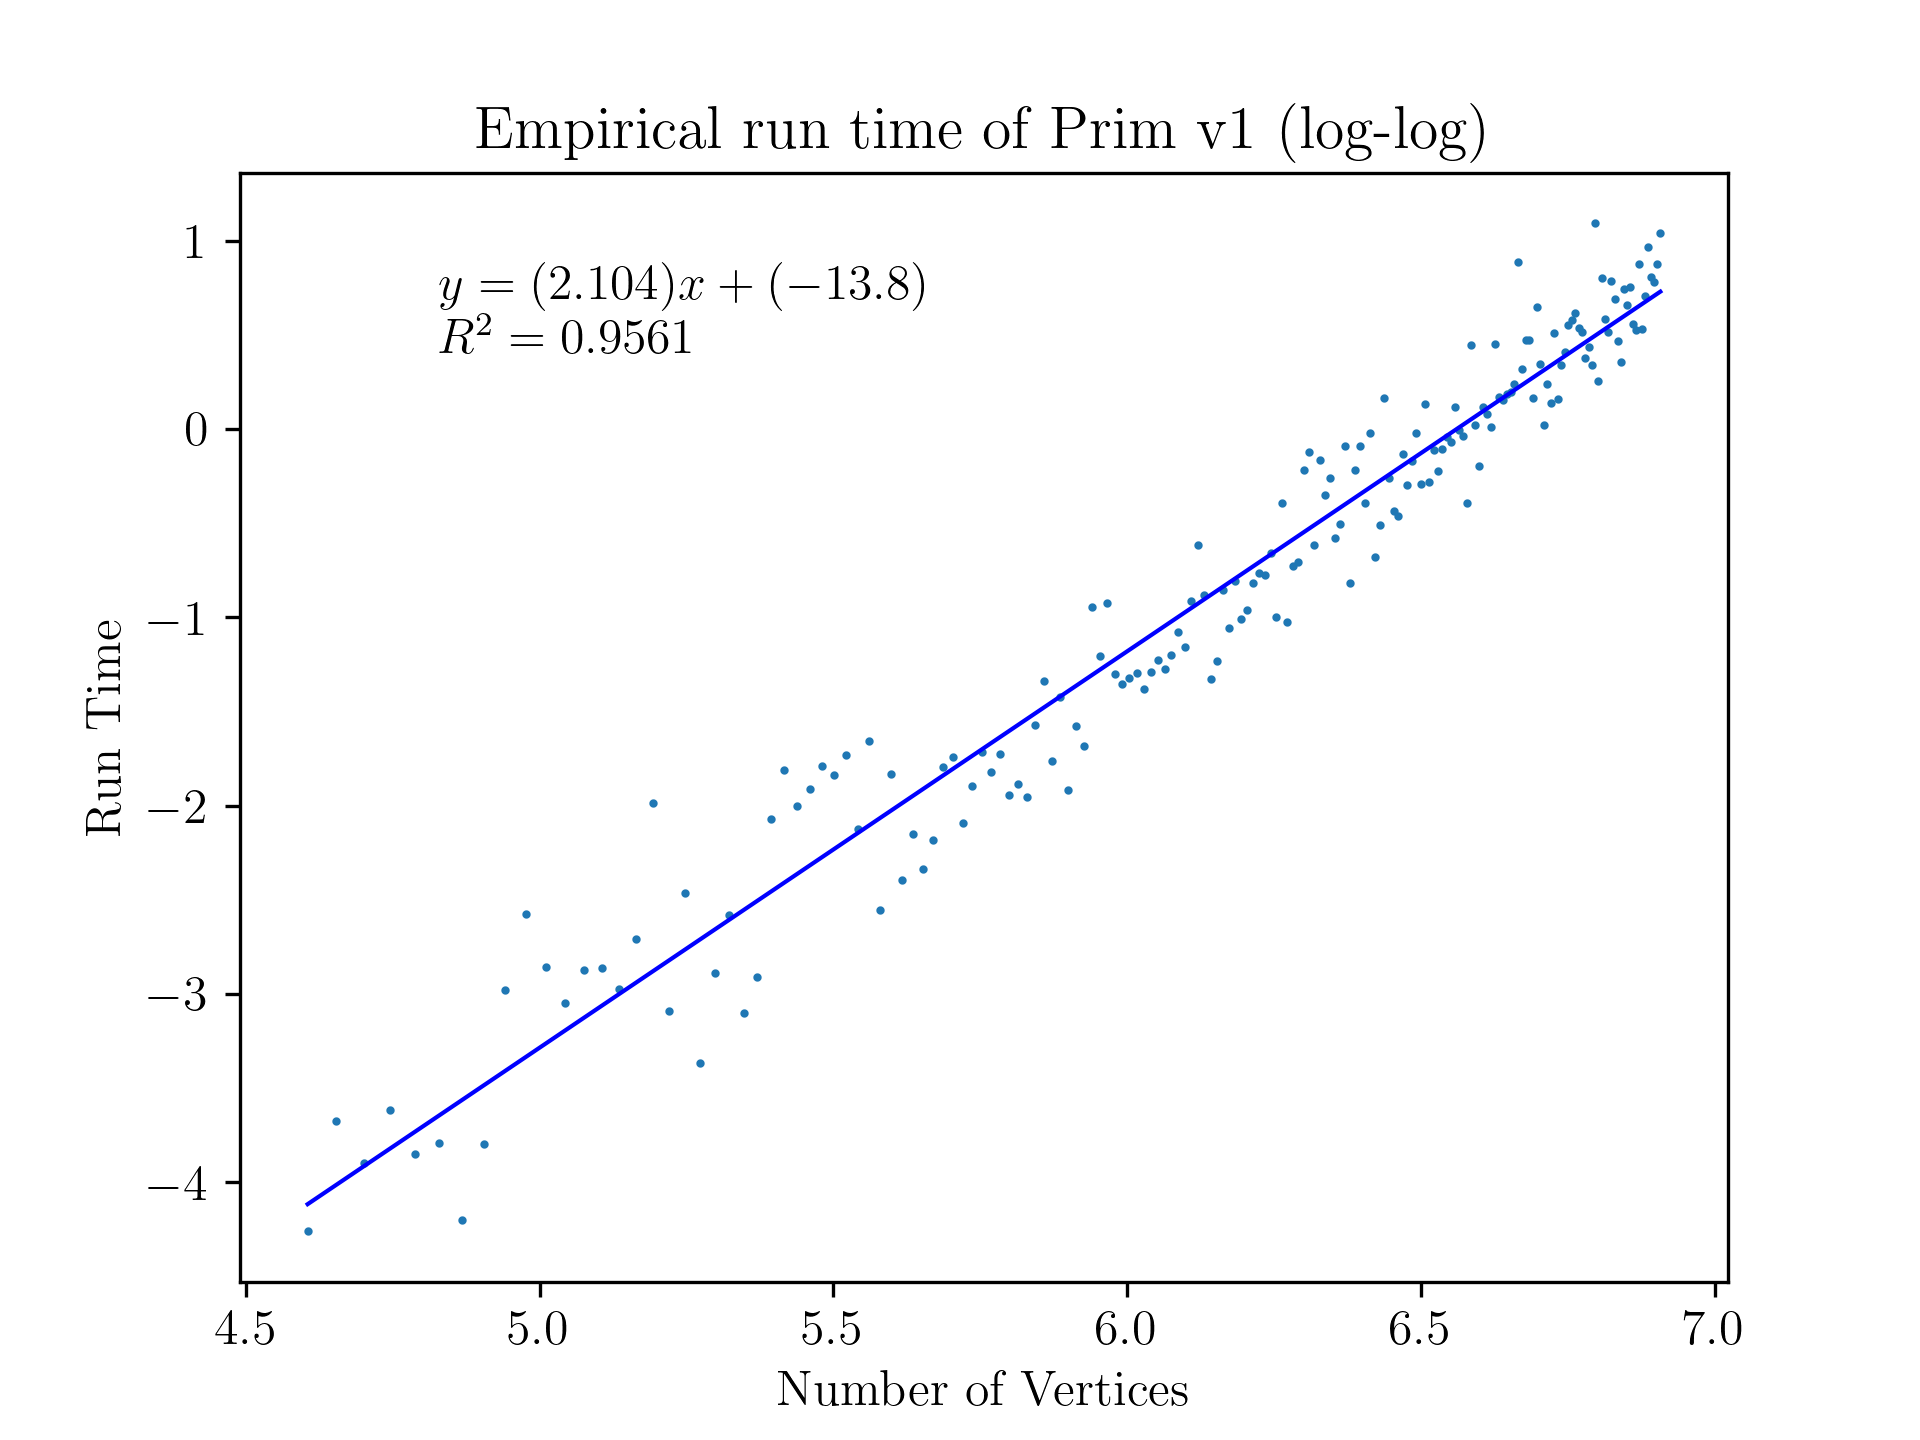 Empirical run time of Prim v1 (log-log)
y = (2.104)x + (−13.8)
R² = 0.9561
1
0
−1
−2
−3
−4
Run Time
4.5 5.0 5.5 6.0 6.5 7.0
Number of Vertices